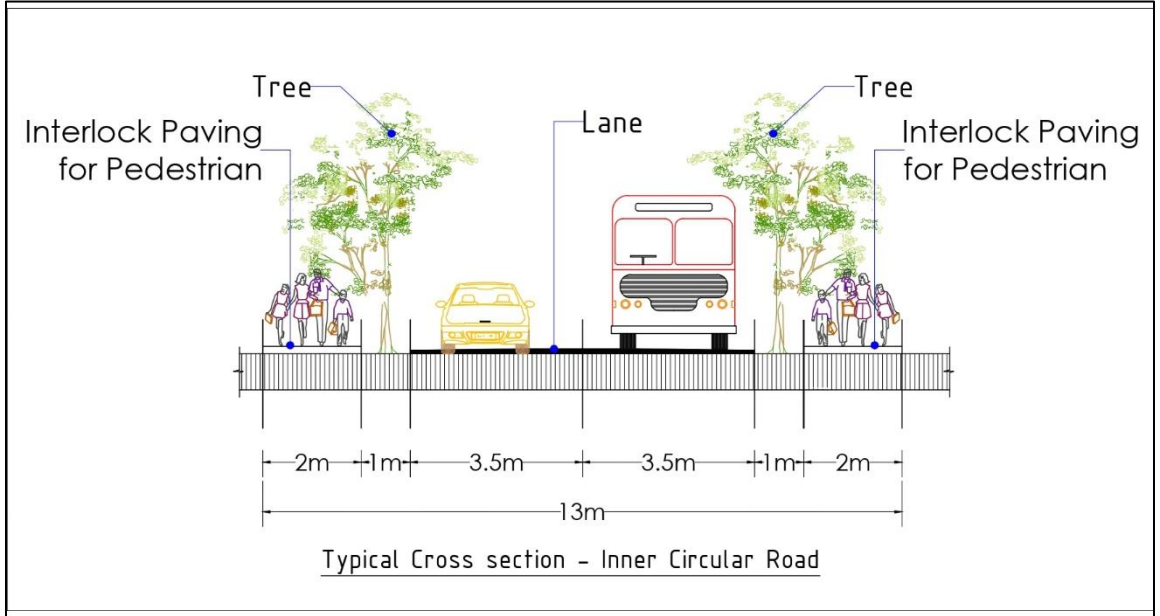 Tree
Tree
Interlock Paving
for Pedestrian
Lane
Interlock Paving
for Pedestrian
2m 1m 3.5m 3.5m 1m 2m
13m
Typical Cross section - Inner Circular Road